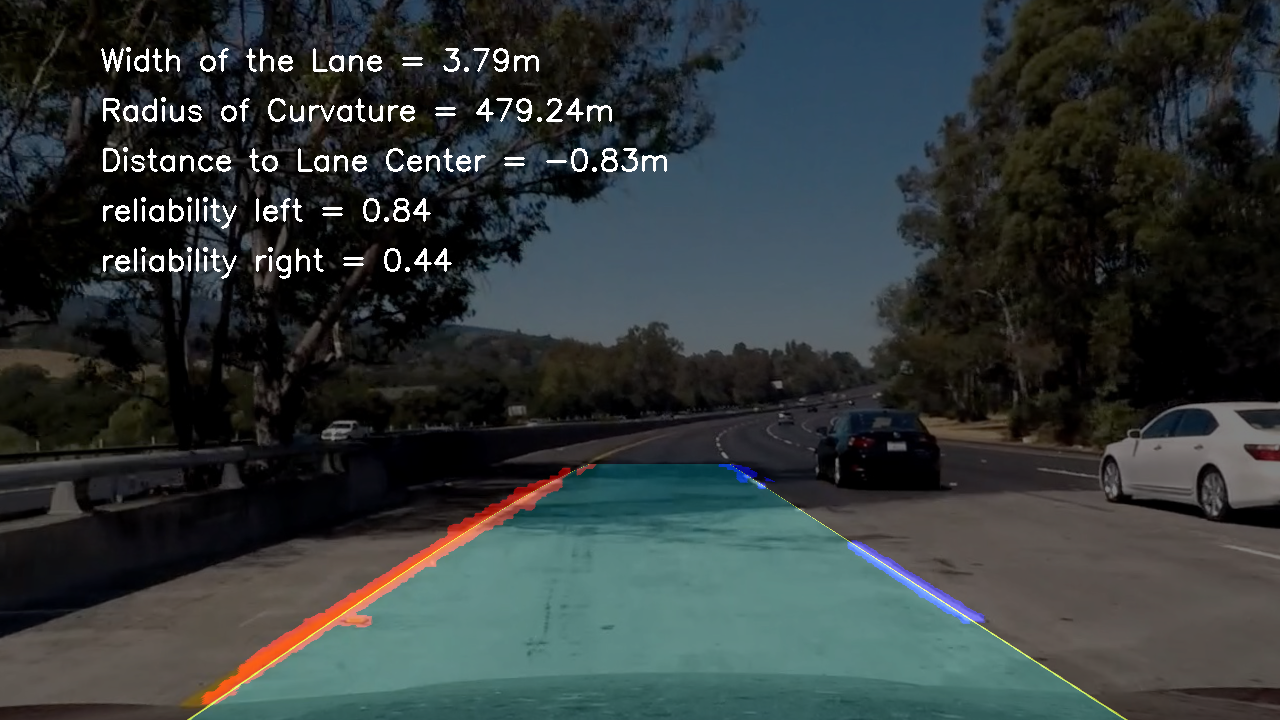 Width of the Lane = 3.79m
Radius of Curvature = 479.24m
Distance to Lane Center = −0.83m
reliability left = 0.84
reliability right = 0.44